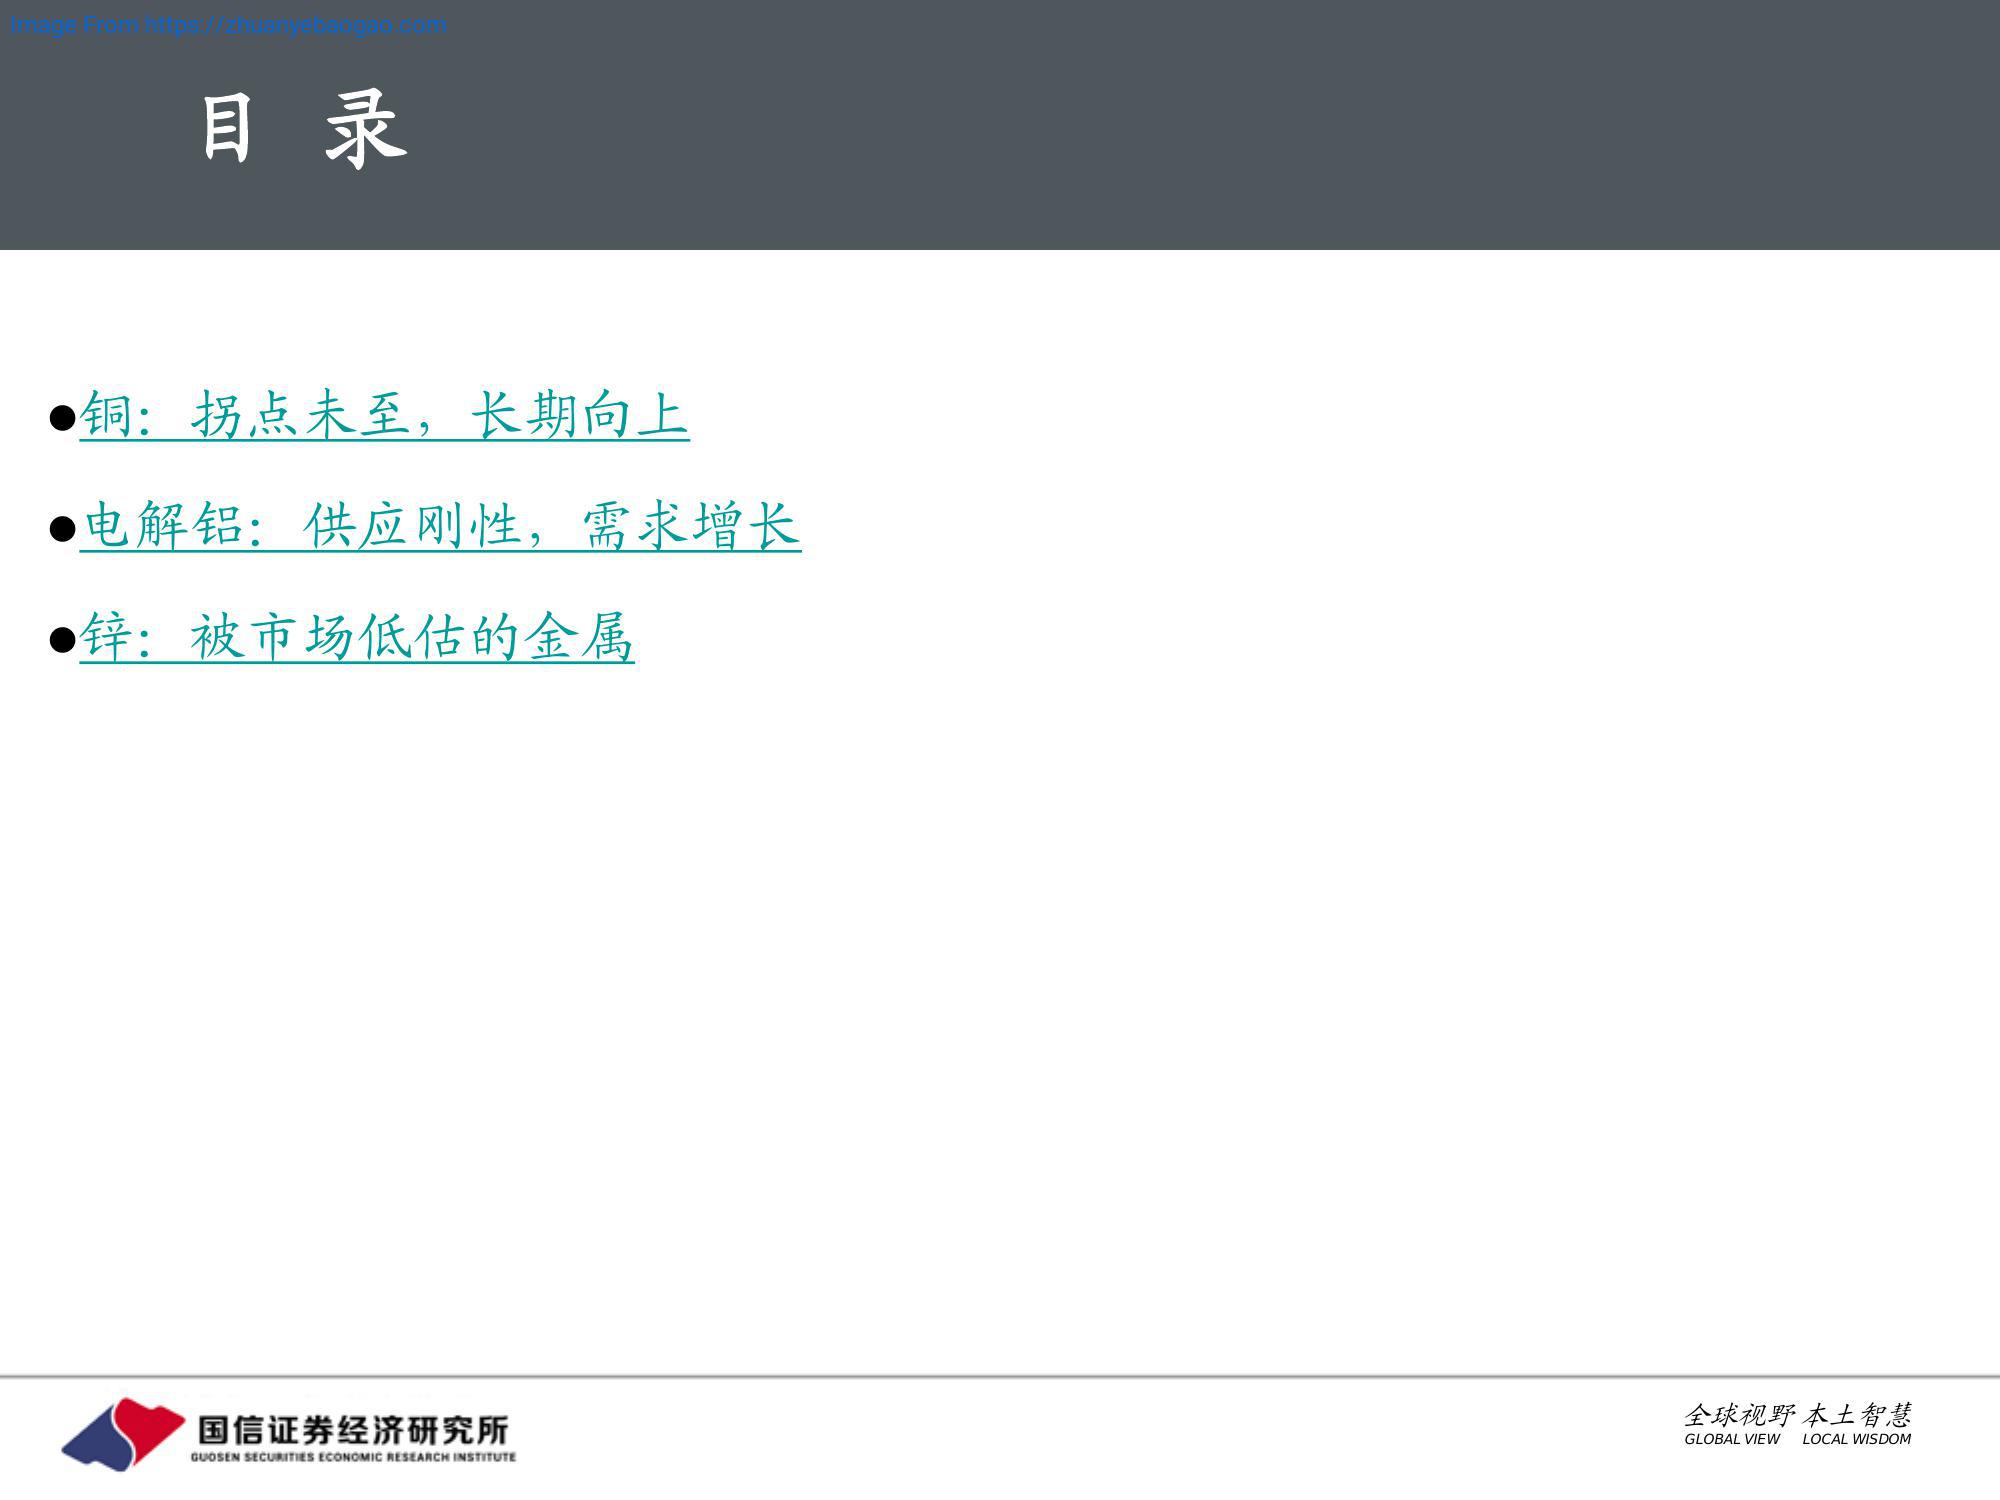 Image From https://zhuanyebaogao.com
目 录
●铜：拐点未至，长期向上
●电解铝：供应刚性，需求增长
●锌：被市场低估的金属
国信证券经济研究所
GUOSEN SECURITIES ECONOMIC RESEARCH INSTITUTE
全球视野 本土智慧
GLOBAL VIEW LOCAL WISDOM